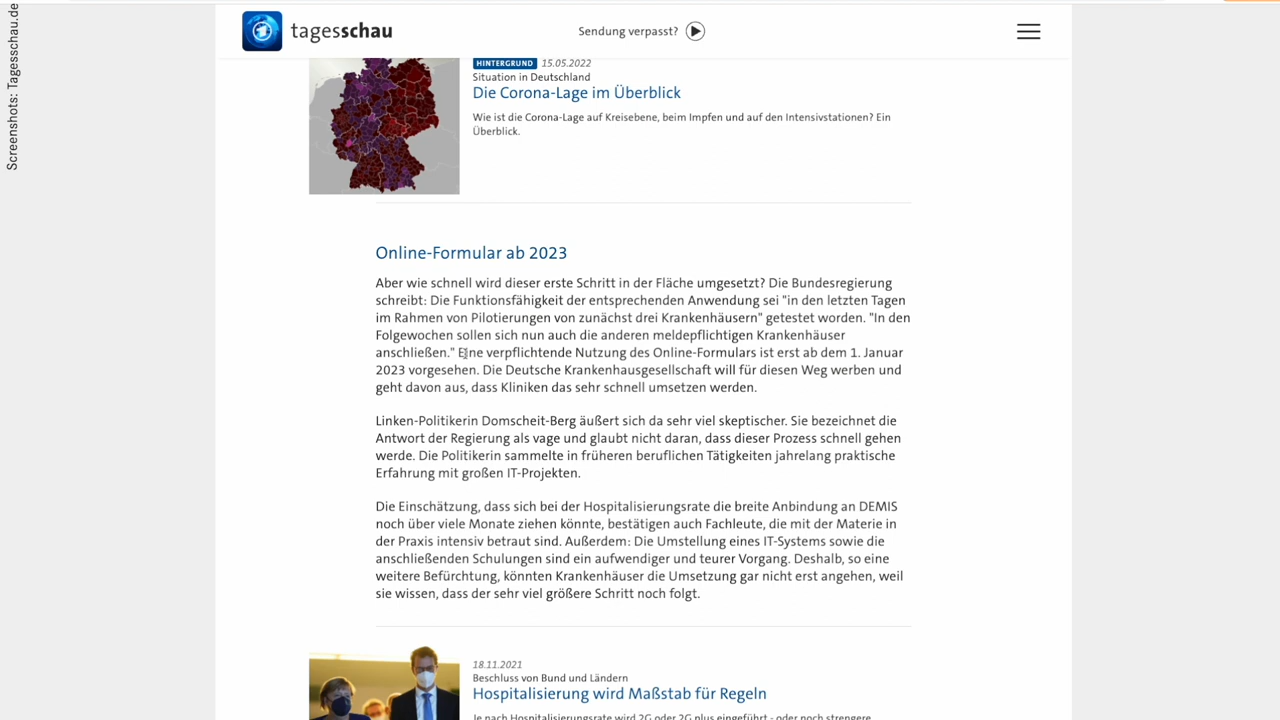 Screenshots: Tagesschau.de
tagesschau
Sendung verpasst?
HINTERGRUND 15.05.2022
Situation in Deutschland
Die Corona-Lage im Überblick
Wie ist die Corona-Lage auf Kreisebene, beim Impfen und auf den Intensivstationen? Ein
Überblick.
Online-Formular ab 2023
Aber wie schnell wird dieser erste Schritt in der Fläche umgesetzt? Die Bundesregierung
schreibt: Die Funktionsfähigkeit der entsprechenden Anwendung sei "in den letzten Tagen
im Rahmen von Pilotierungen von zunächst drei Krankenhäusern" getestet worden. "In den
Folgewochen sollen sich nun auch die anderen meldepflichtigen Krankenhäuser
anschließen." Eine verpflichtende Nutzung des Online-Formulars ist erst ab dem 1. Januar
2023 vorgesehen. Die Deutsche Krankenhausgesellschaft will für diesen Weg werben und
geht davon aus, dass Kliniken das sehr schnell umsetzen werden.
Linken-Politikerin Domscheit-Berg äußert sich da sehr viel skeptischer. Sie bezeichnet die
Antwort der Regierung als vage und glaubt nicht daran, dass dieser Prozess schnell gehen
werde. Die Politikerin sammelte in früheren beruflichen Tätigkeiten jahrelang praktische
Erfahrung mit großen IT-Projekten.
Die Einschätzung, dass sich bei der Hospitalisierungsrate die breite Anbindung an DEMIS
noch über viele Monate ziehen könnte, bestätigen auch Fachleute, die mit der Materie in
der Praxis intensiv betraut sind. Außerdem: Die Umstellung eines IT-Systems sowie die
anschließenden Schulungen sind ein aufwendiger und teurer Vorgang. Deshalb, so eine
weitere Befürchtung, könnten Krankenhäuser die Umsetzung gar nicht erst angehen, weil
sie wissen, dass der sehr viel größere Schritt noch folgt.
18.11.2021
Beschluss von Bund und Ländern
Hospitalisierung wird Maßstab für Regeln
Je nach Hospitalisierungsrate wird 2G oder 2G plus eingeführt - oder noch strengere